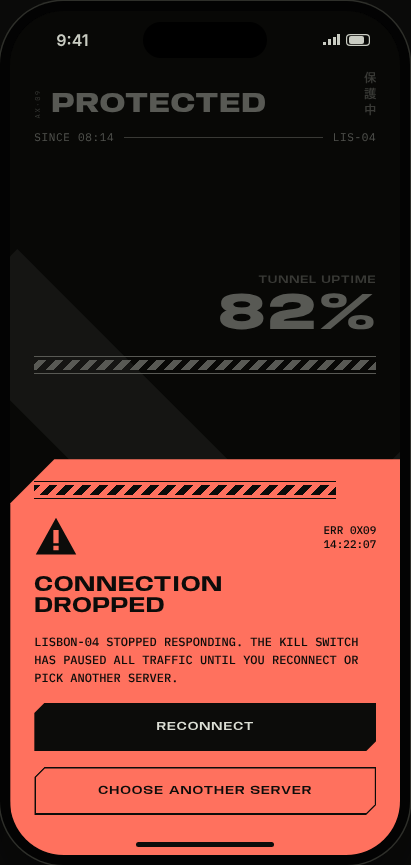 9:41
AX-89
PROTECTED
保護中
SINCE 08:14
LIS-04
TUNNEL UPTIME
82%
ERR 0X09
14:22:07
CONNECTION
DROPPED
LISBON-04 STOPPED RESPONDING. THE KILL SWITCH
HAS PAUSED ALL TRAFFIC UNTIL YOU RECONNECT OR
PICK ANOTHER SERVER.
RECONNECT
CHOOSE ANOTHER SERVER